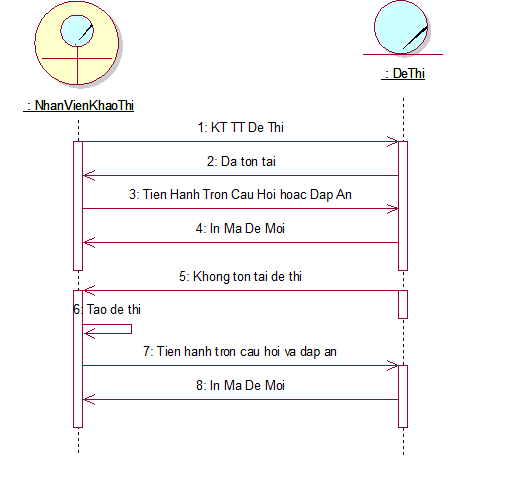 : NhanVienKhaoThi
: DeThi
1: KT TT De Thi
2: Da ton tai
3: Tien Hanh Tron Cau Hoi hoac Dap An
4: In Ma De Moi
5: Khong ton tai de thi
6: Tao de thi
7: Tien hanh tron cau hoi va dap an
8: In Ma De Moi